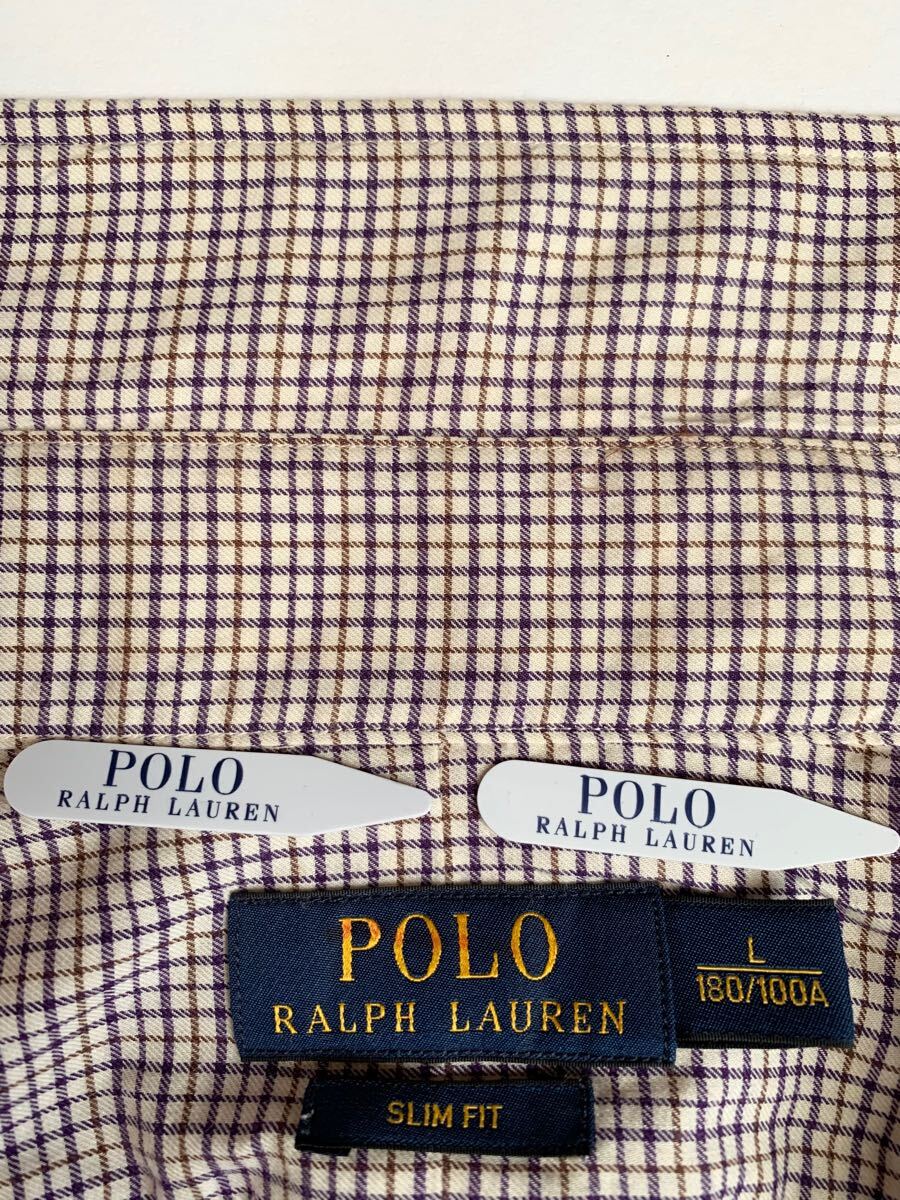 POLO
RALPH LAUREN
POLO
RALPH LAUREN
POLO
RALPH LAUREN
L
180/100A
SLIM FIT